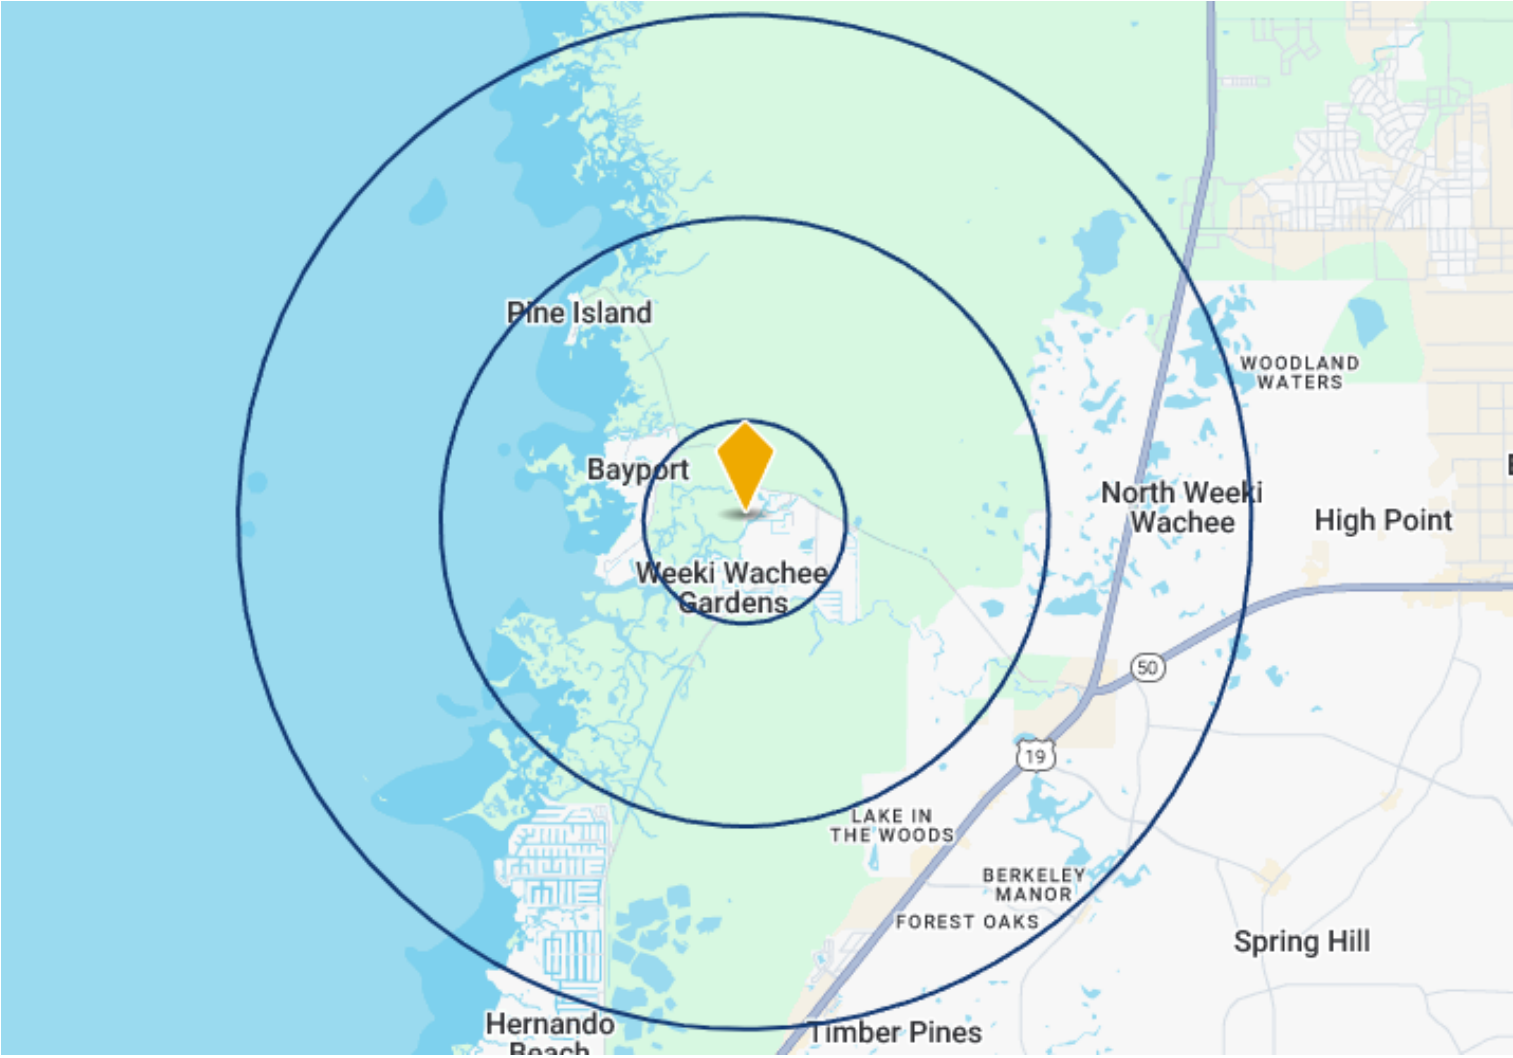 Pine Island
WOODLAND
WATERS
Bayport
North Weeki
Wachee
High Point
Weeki Wachee
Gardens
50
19
LAKE IN
THE WOODS
BERKELEY
MANOR
FOREST OAKS
Spring Hill
Hernando
Beach
Timber Pines